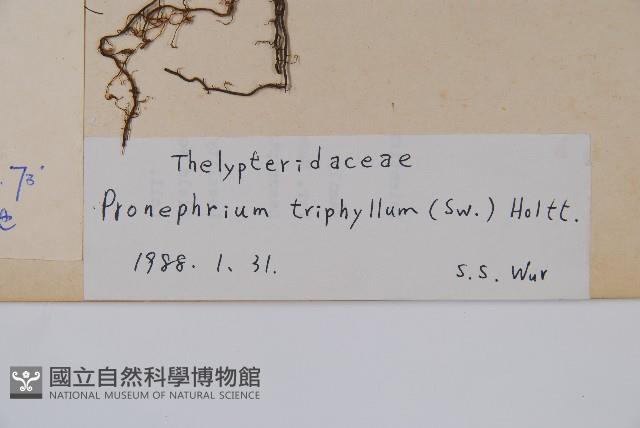 73'
Thelypteridaceae
Pronephrium triphyllum (Sw.) Holtt.
1988. 1. 31.
S.S. Wur
國立自然科學博物館
NATIONAL MUSEUM OF NATURAL SCIENCE